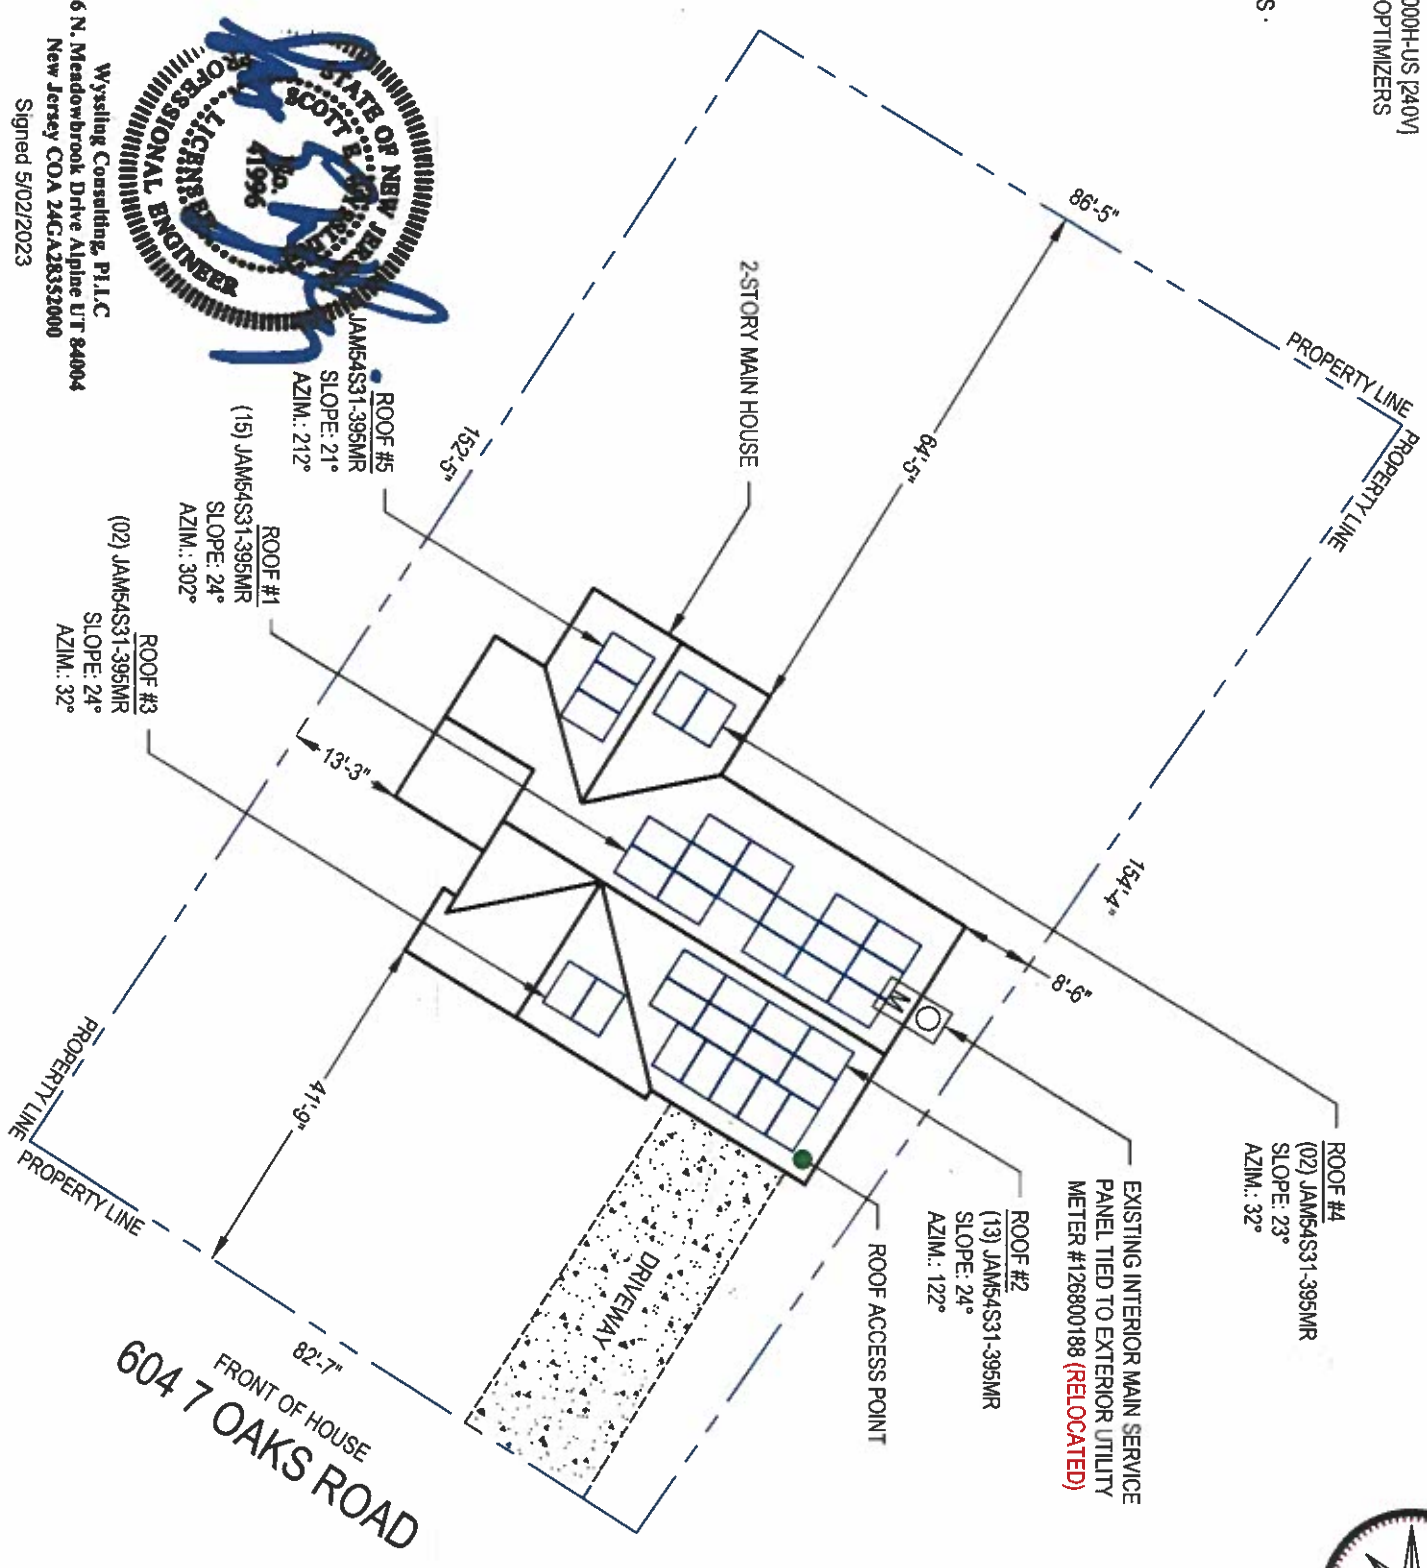 000H-US [240V]
OPTIMIZERS
S.
86'-5"
PROPERTY LINE
PROPERTY LINE
2-STORY MAIN HOUSE
64'-5"
152'-5"
154'-4"
8'-6"
13'-3"
41'-9"
82'-7"
ROOF #4
(02) JAM54S31-395MR
SLOPE: 23°
AZIM.: 32°
EXISTING INTERIOR MAIN SERVICE
PANEL TIED TO EXTERIOR UTILITY
METER #126800188 (RELOCATED)
M
ROOF #2
(13) JAM54S31-395MR
SLOPE: 24°
AZIM.: 122°
ROOF ACCESS POINT
DRIVEWAY
ROOF #5
JAM54S31-395MR
SLOPE: 21°
AZIM.: 212°
ROOF #1
(15) JAM54S31-395MR
SLOPE: 24°
AZIM.: 302°
ROOF #3
(02) JAM54S31-395MR
SLOPE: 24°
AZIM.: 32°
PROPERTY LINE
PROPERTY LINE
FRONT OF HOUSE
604 7 OAKS ROAD
STATE OF NEW
SCOTT E.
No.
41996
LICENSED
PROFESSIONAL ENGINEER
Wyssling Consulting, PLLC
6 N. Meadowbrook Drive Alpine UT 84004
New Jersey COA 24GA28352000
Signed 5/02/2023